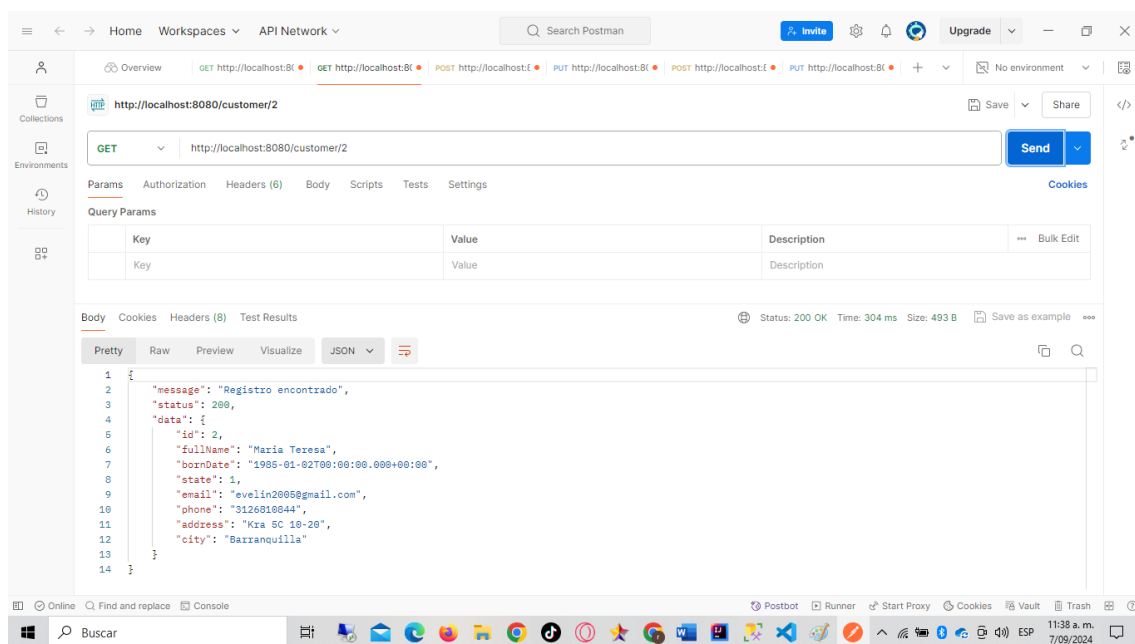 Home Workspaces API Network Search Postman Invite Upgrade
Overview GET http://localhost:8( GET http://localhost:8( POST http://localhost:8 PUT http://localhost:8( POST http://localhost:8 PUT http://localhost:8( No environment
HTTP http://localhost:8080/customer/2 Save Share
Collections
GET http://localhost:8080/customer/2 Send
Environments
Params Authorization Headers (6) Body Scripts Tests Settings Cookies
History
Query Params
Key Value Description Bulk Edit
Key Value Description
Body Cookies Headers (8) Test Results Status: 200 OK Time: 304 ms Size: 493 B Save as example
Pretty Raw Preview Visualize JSON
1 {
2 "message": "Registro encontrado",
3 "status": 200,
4 "data": {
5 "id": 2,
6 "fullName": "Maria Teresa",
7 "bornDate": "1985-01-02T00:00:00.000+00:00",
8 "state": 1,
9 "email": "evelin2005@gmail.com",
10 "phone": "3126810844",
11 "address": "Kra 5C 10-20",
12 "city": "Barranquilla"
13 }
14 }
Online Find and replace Console Postbot Runner Start Proxy Cookies Vault Trash
Buscar ESP 11:38 a. m.
7/09/2024